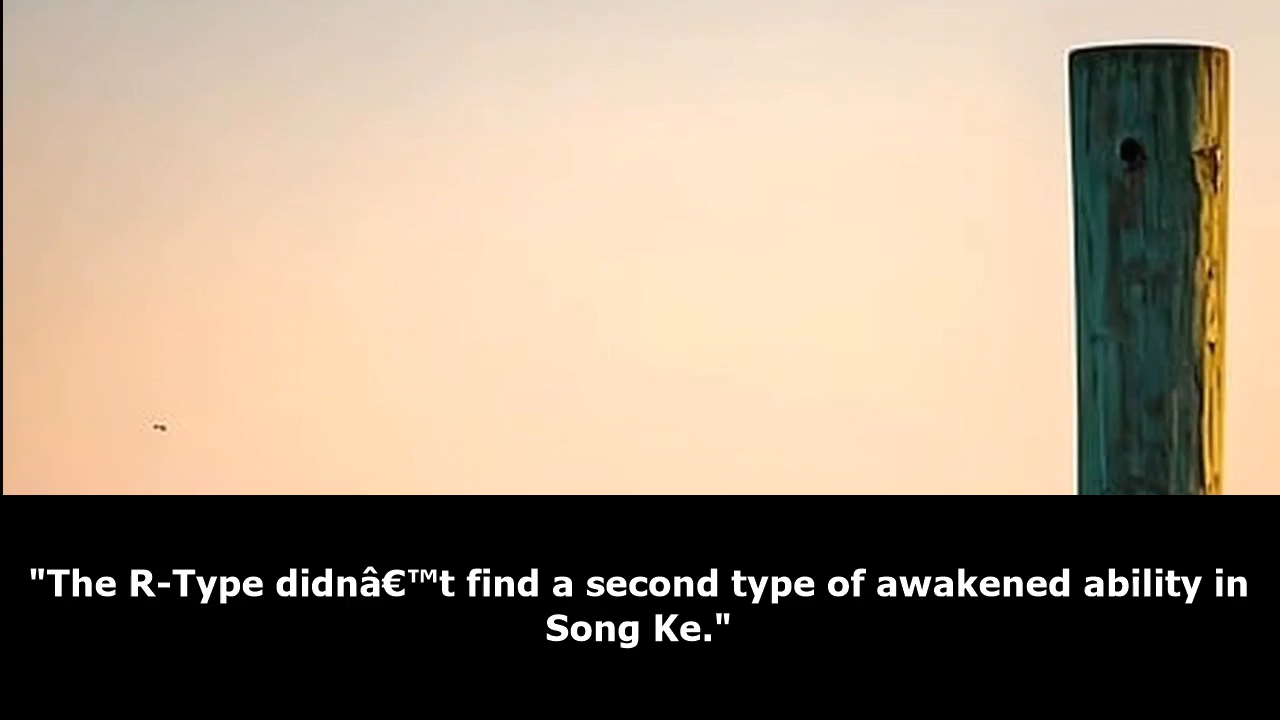 "The R-Type didnâ€™t find a second type of awakened ability in
Song Ke."